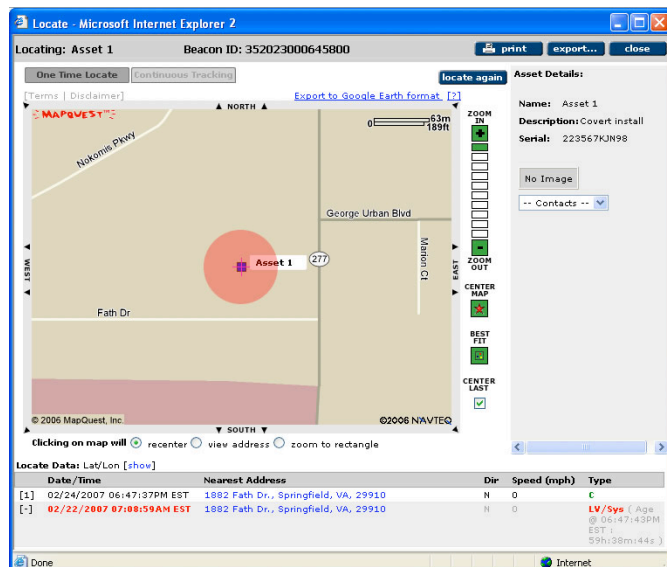 Locate - Microsoft Internet Explorer 2
Locating: Asset 1 Beacon ID: 352023000645800 print export... close
One Time Locate Continuous Tracking locate again Asset Details:
[Terms | Disclaimer] Export to Google Earth format [?]
NORTH
MAPQUEST
0 63m
189ft
ZOOM
IN
Name: Asset 1
Description: Covert install
Serial: 223567KJN98
Nokomis Pkwy
No Image
-- Contacts --
George Urban Blvd
Marion Ct
WEST
Asset 1
277
EAST
ZOOM
OUT
CENTER
MAP
Fath Dr
BEST
FIT
CENTER
LAST
© 2006 MapQuest, Inc. ©2006 NAVTEQ
SOUTH
Clicking on map will recenter view address zoom to rectangle
Locate Data: Lat/Lon [show]
Date/Time Nearest Address Dir Speed (mph) Type
[1] 02/24/2007 06:47:37PM EST 1882 Fath Dr., Springfield, VA, 29910 N 0 C
[-] 02/22/2007 07:08:59AM EST 1882 Fath Dr., Springfield, VA, 29910 N 0 LV/Sys ( Age
@ 06:47:43PM
EST :
59h:38m:44s )
Done Internet